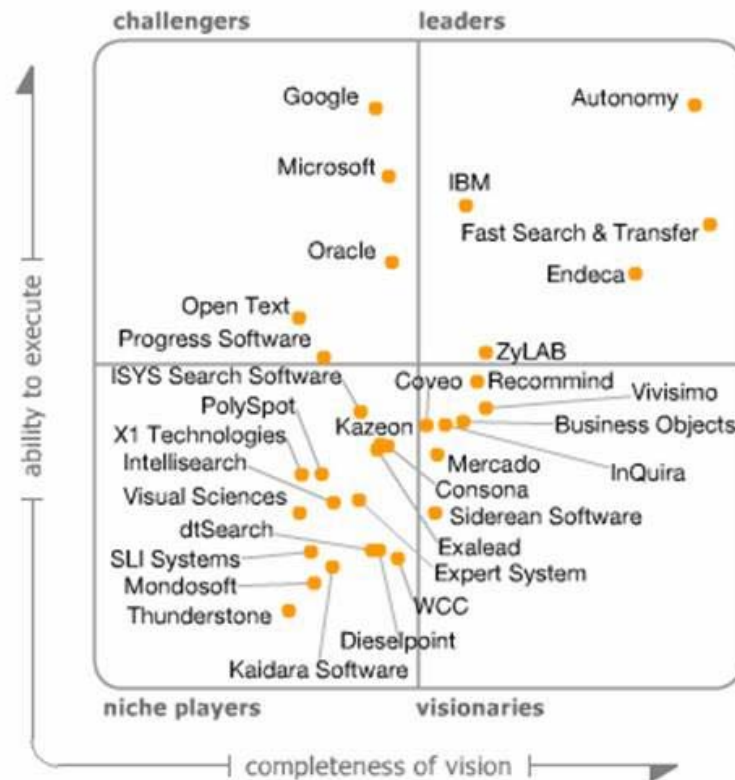 challengers
leaders
Google
Autonomy
Microsoft
IBM
Fast Search & Transfer
Oracle
Endeca
Open Text
Progress Software
ZyLAB
ISYS Search Software
Coveo
Recommind
Vivisimo
PolySpot
Kazeon
Business Objects
X1 Technologies
Intellisearch
Mercado
InQuira
Consona
Visual Sciences
Siderean Software
dtSearch
Exalead
SLI Systems
Expert System
Mondosoft
WCC
Thunderstone
Dieselpoint
Kaidara Software
niche players
visionaries
ability to execute
completeness of vision